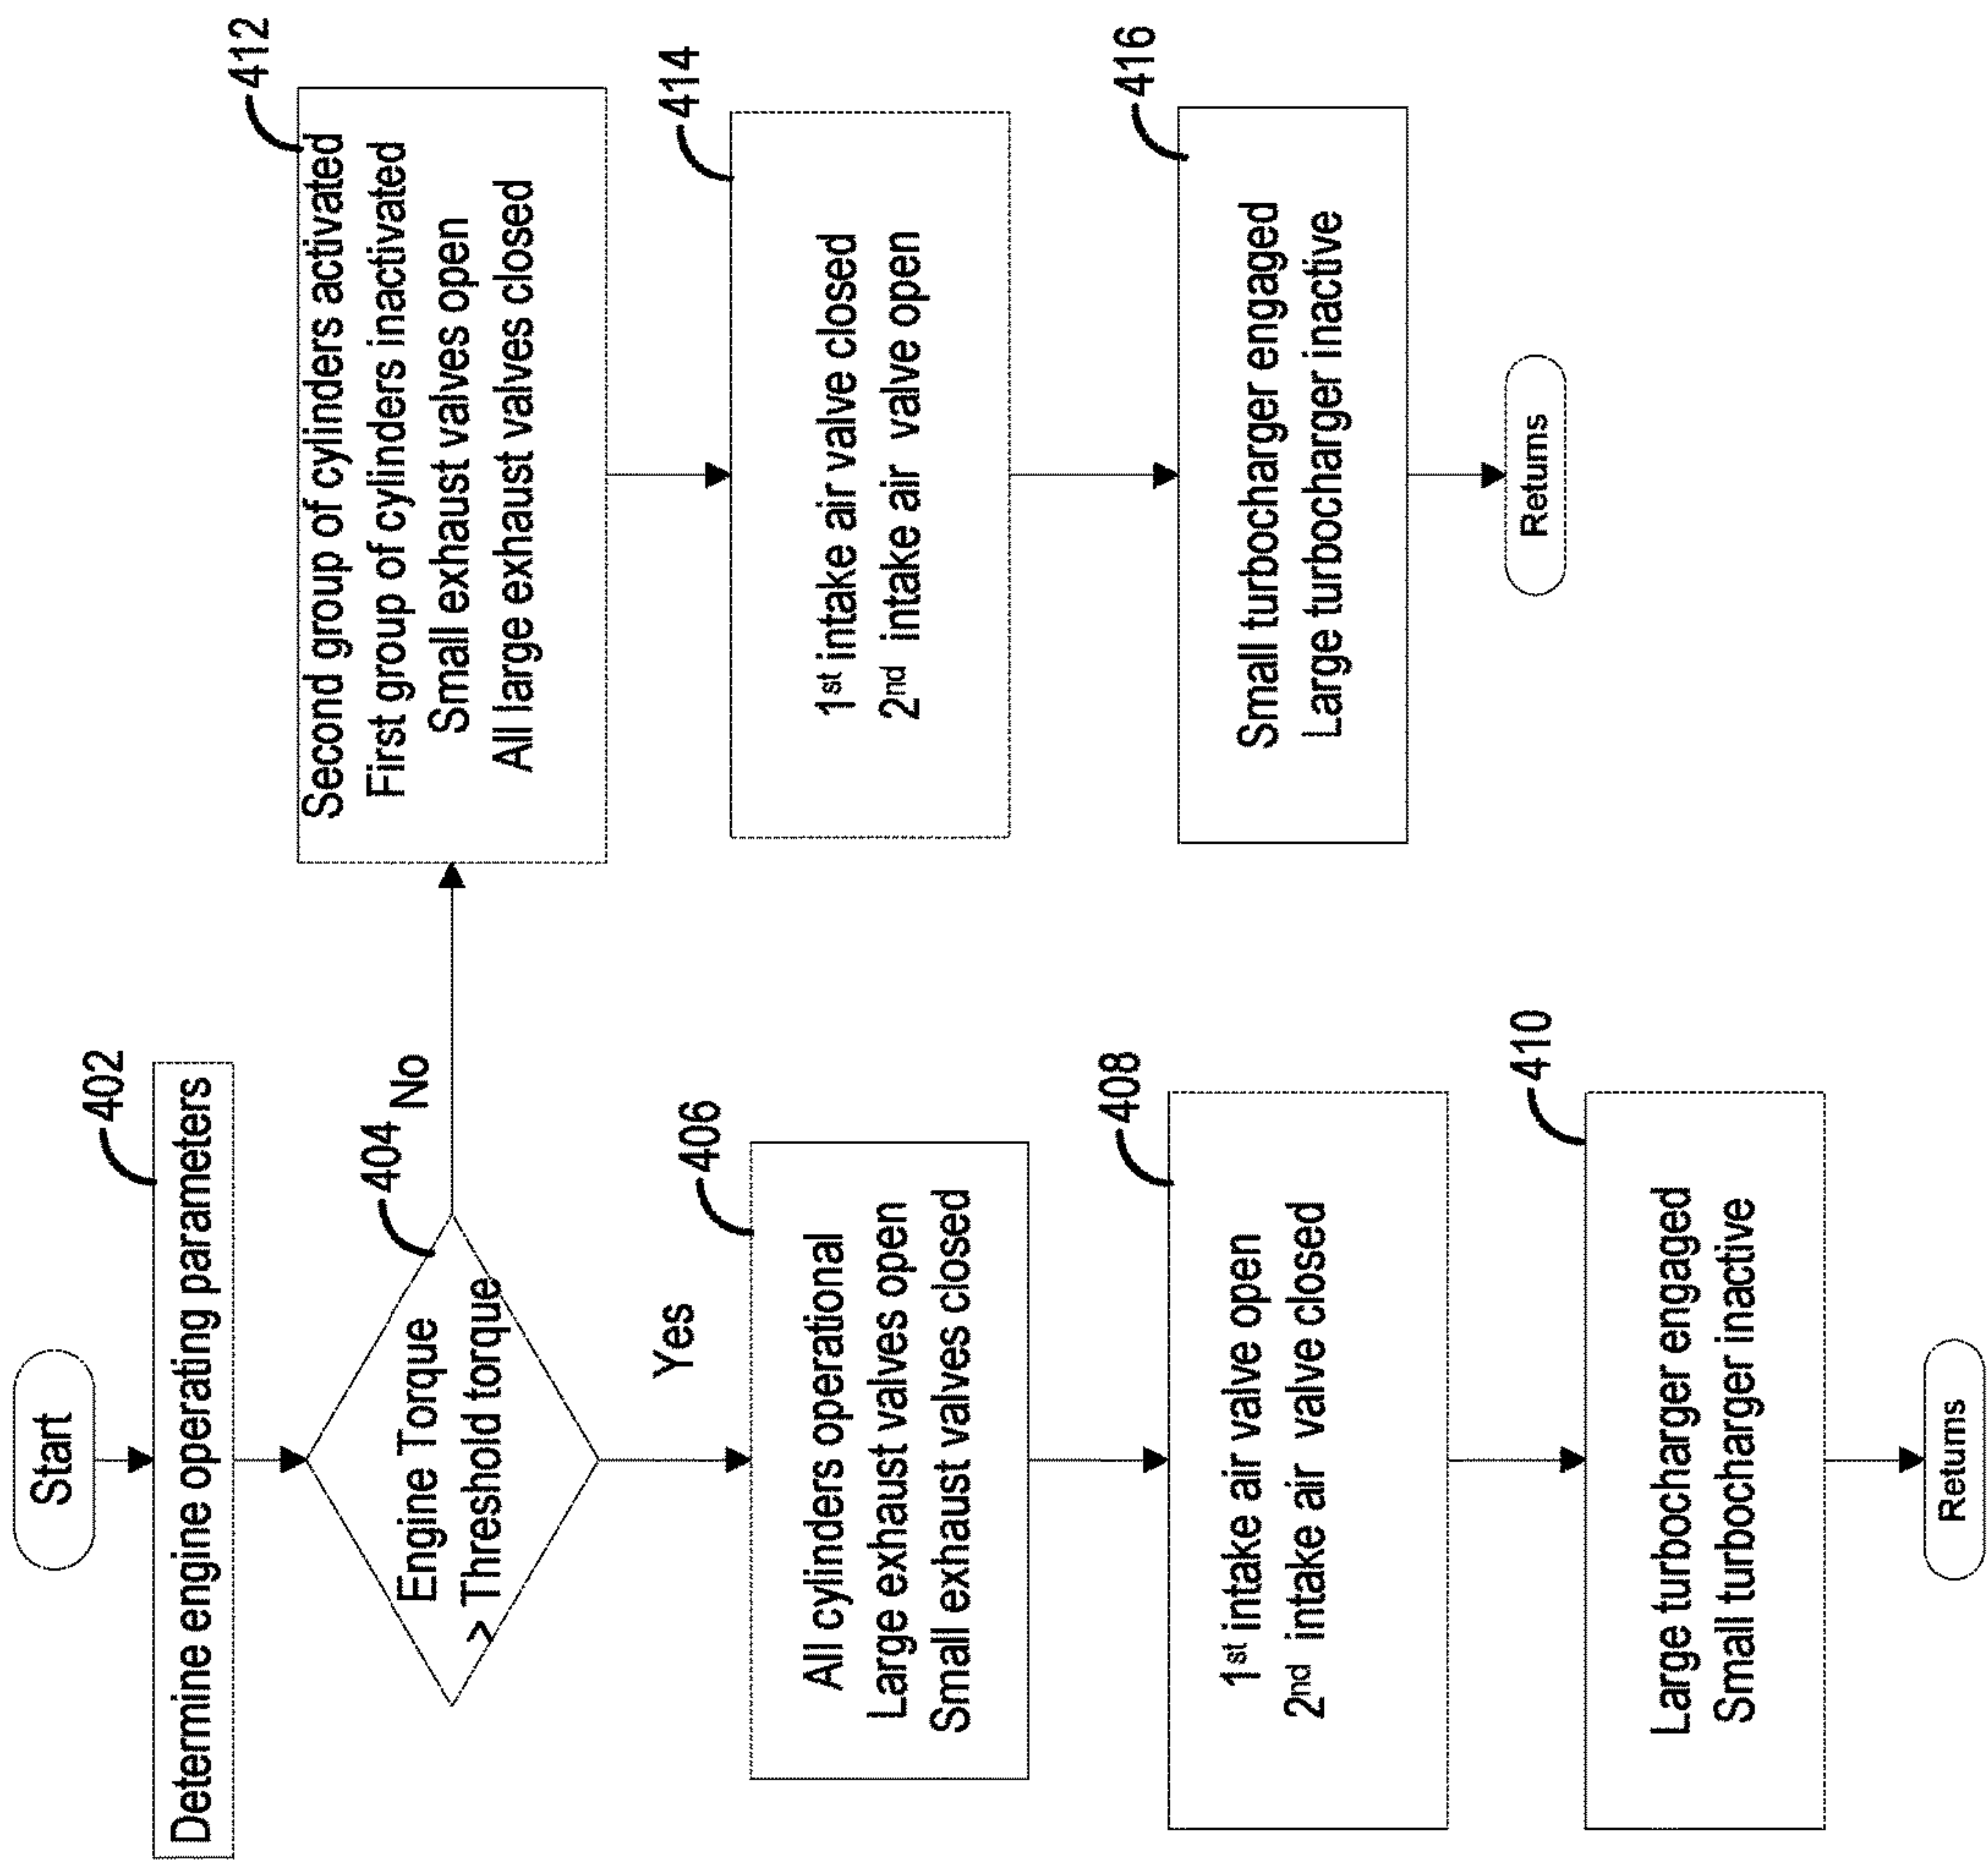 Start
402
Determine engine operating parameters
404
Engine Torque
> Threshold torque
No
Yes
406
All cylinders operational
Large exhaust valves open
Small exhaust valves closed
408
1st intake air valve open
2nd intake air valve closed
410
Large turbocharger engaged
Small turbocharger inactive
Returns
412
Second group of cylinders activated
First group of cylinders inactivated
Small exhaust valves open
All large exhaust valves closed
414
1st intake air valve closed
2nd intake air valve open
416
Small turbocharger engaged
Large turbocharger inactive
Returns